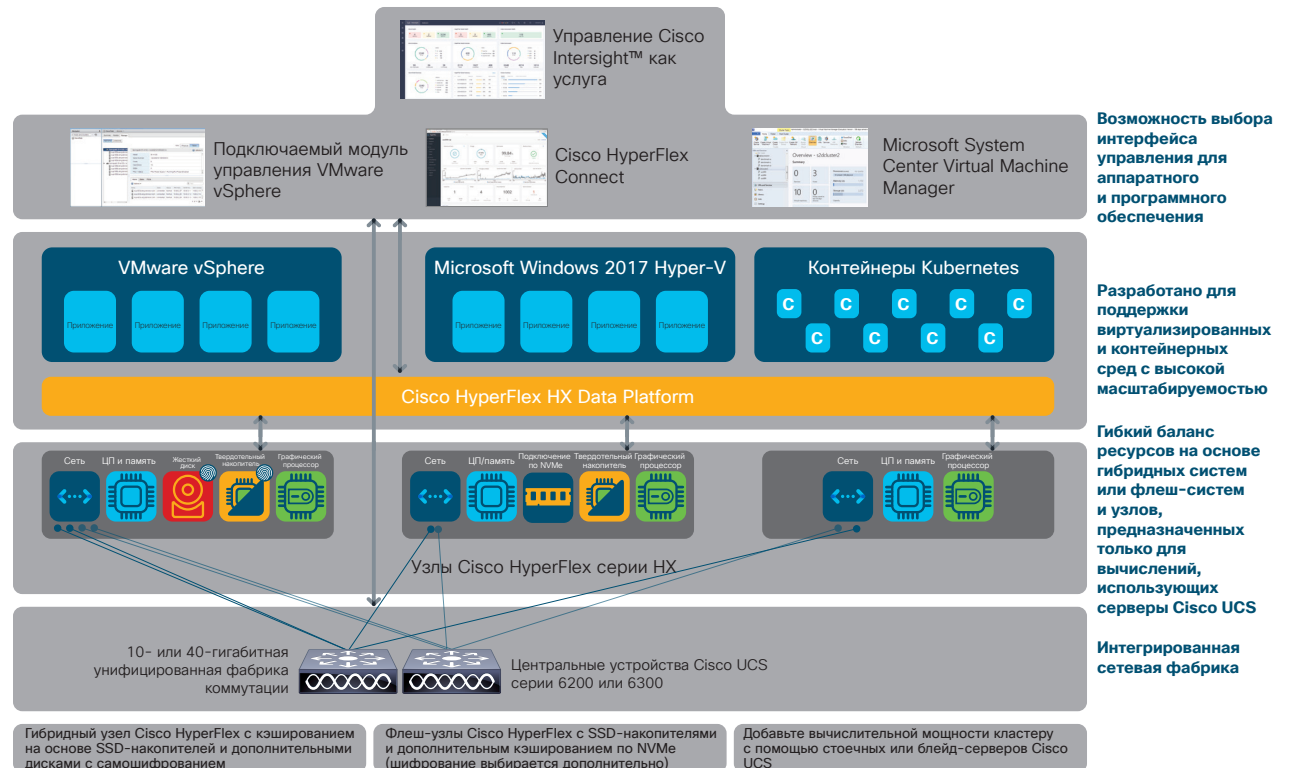 Управление Cisco
Intersight™ как
услуга
Подключаемый модуль
управления VMware
vSphere
Cisco HyperFlex
Connect
Overview - s2dcluster2
0
3
10
0
Microsoft System
Center Virtual Machine
Manager
Возможность выбора
интерфейса
управления для
аппаратного
и программного
обеспечения
VMware vSphere
Приложение
Приложение
Приложение
Приложение
Microsoft Windows 2017 Hyper-V
Приложение
Приложение
Приложение
Приложение
Контейнеры Kubernetes
C
C
C
C
C
C
C
C
C
Cisco HyperFlex HX Data Platform
Разработано для
поддержки
виртуализированных
и контейнерных
сред с высокой
масштабируемостью
Сеть
ЦП и память
Жесткий
диск
Твердотельный
накопитель
Графический
процессор
Сеть
ЦП/память
Подключение
по NVMe
Твердотельный
накопитель
Графический
процессор
Сеть
ЦП и память
Графический
процессор
Узлы Cisco HyperFlex серии HX
Гибкий баланс
ресурсов на основе
гибридных систем
или флеш-систем
и узлов,
предназначенных
только для
вычислений,
использующих
серверы Cisco UCS
10- или 40-гигабитная
унифицированная фабрика
коммутации
Центральные устройства Cisco UCS
серии 6200 или 6300
Интегрированная
сетевая фабрика
Гибридный узел Cisco HyperFlex с кэшированием
на основе SSD-накопителей и дополнительными
дисками с самошифрованием
Флеш-узлы Cisco HyperFlex с SSD-накопителями
и дополнительным кэшированием по NVMe
(шифрование выбирается дополнительно)
Добавьте вычислительной мощности кластеру
с помощью стоечных или блейд-серверов Cisco
UCS